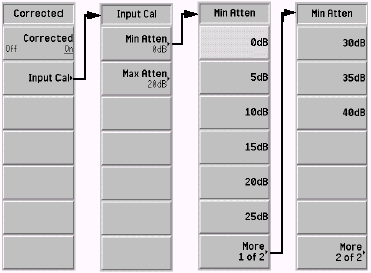 Corrected
Corrected
Off On
Input Cal
Input Cal
Min Atten
0dB
Max Atten
20dB
Min Atten
0dB
5dB
10dB
15dB
20dB
25dB
More
1 of 2
Min Atten
30dB
35dB
40dB
More
2 of 2